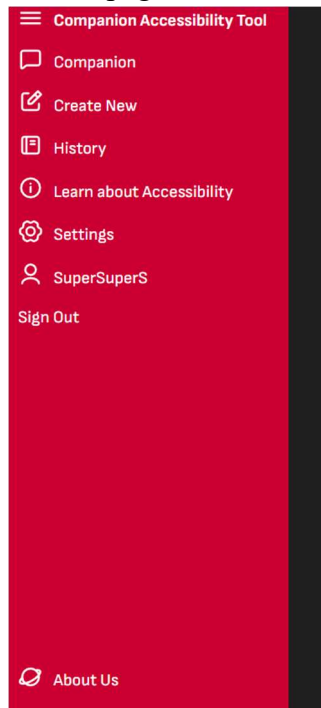 Companion Accessibility Tool
Companion
Create New
History
Learn about Accessibility
Settings
SuperSuperS
Sign Out
About Us